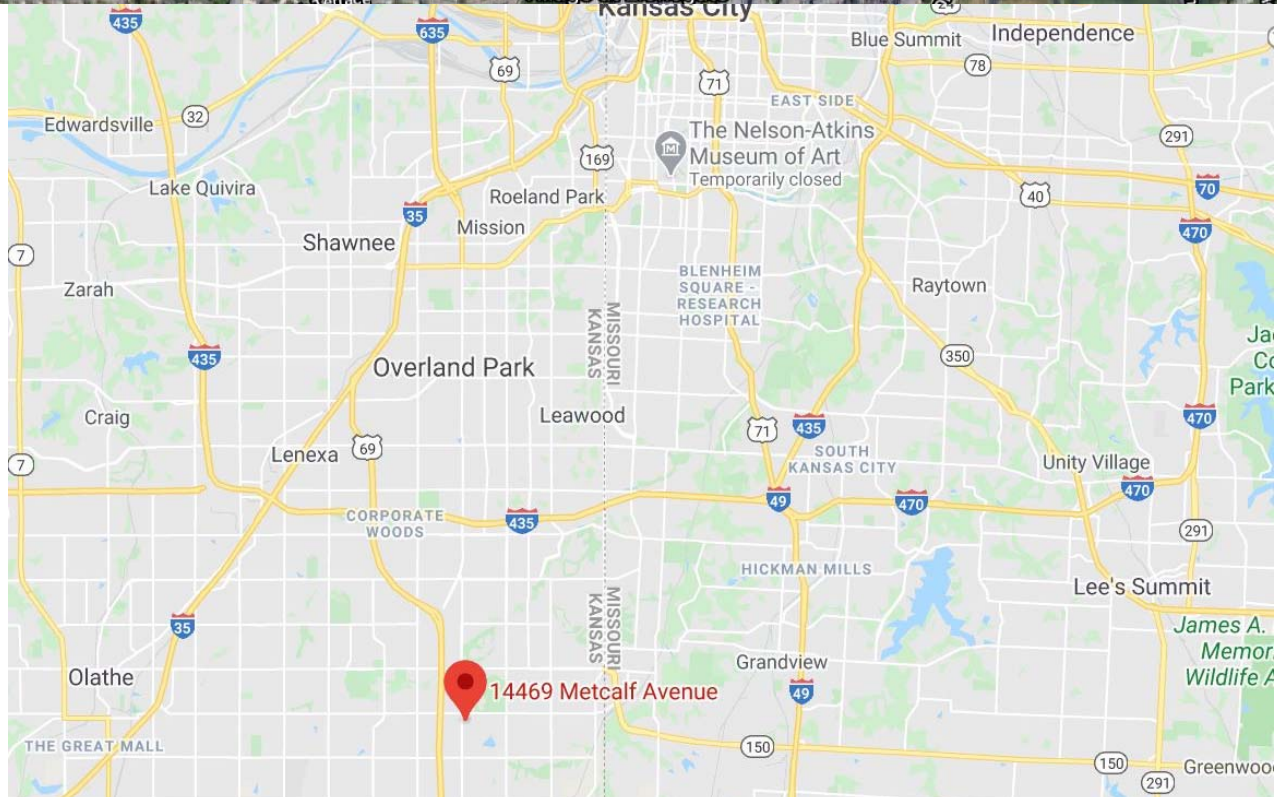 Kansas City
435
635
24
Blue Summit
Independence
69
71
78
EAST SIDE
Edwardsville
32
291
The Nelson-Atkins
Museum of Art
Temporarily closed
169
Lake Quivira
Roeland Park
40
70
35
Mission
470
Shawnee
7
BLENHEIM
SQUARE -
RESEARCH
HOSPITAL
Zarah
Raytown
MISSOURI
KANSAS
435
350
Overland Park
Craig
Leawood
470
71
435
69
Lenexa
SOUTH
KANSAS CITY
Unity Village
7
470
49
470
CORPORATE
WOODS
435
291
HICKMAN MILLS
Lee's Summit
MISSOURI
KANSAS
35
James A.
Grandview
Olathe
14469 Metcalf Avenue
49
THE GREAT MALL
150
150
291